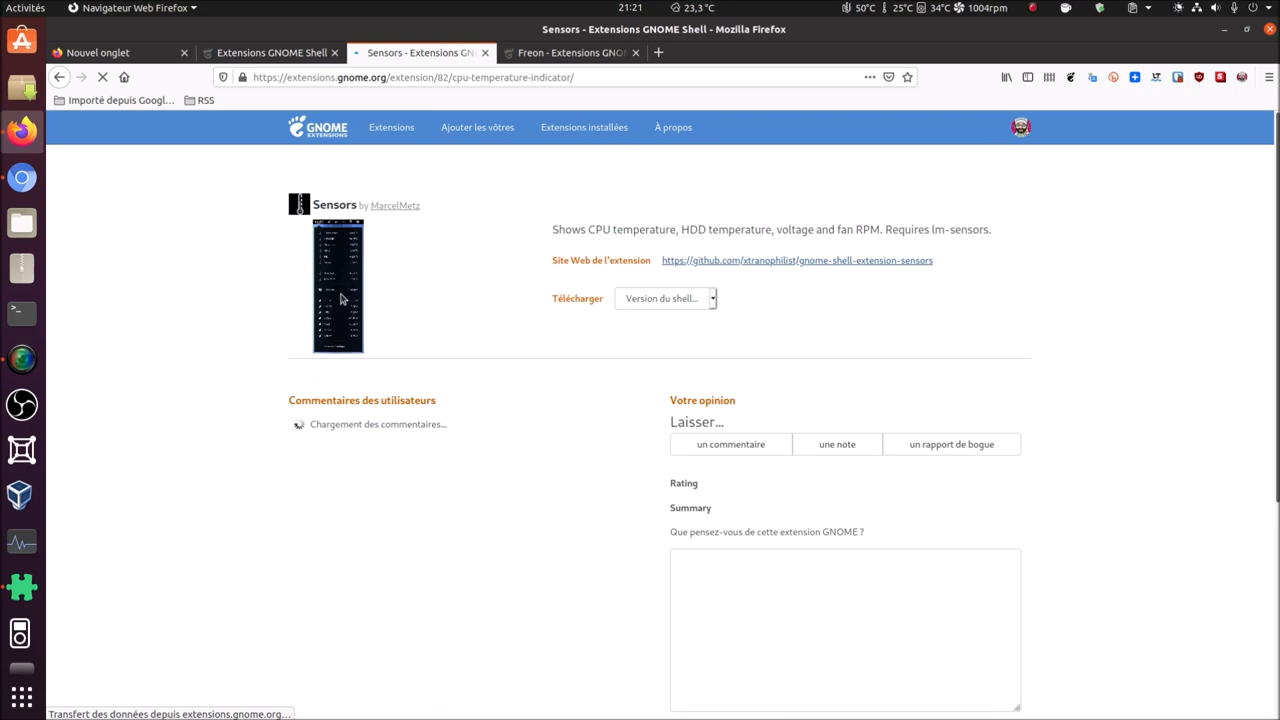 Activités Navigateur Web Firefox 21:21 23,3°C 50°C 25°C 34°C 1004rpm
Sensors - Extensions GNOME Shell - Mozilla Firefox
Nouvel onglet Extensions GNOME Shell Sensors - Extensions GN Freon - Extensions GNOM
https://extensions.gnome.org/extension/82/cpu-temperature-indicator/
Importé depuis Googl… RSS
GNOME EXTENSIONS Extensions Ajouter les vôtres Extensions installées À propos
Sensors by MarcelMetz
Shows CPU temperature, HDD temperature, voltage and fan RPM. Requires lm-sensors.
Site Web de l'extension https://github.com/xtranophilist/gnome-shell-extension-sensors
Télécharger Version du shell...
Commentaires des utilisateurs
Chargement des commentaires...
Votre opinion
Laisser…
un commentaire une note un rapport de bogue
Rating
Summary
Que pensez-vous de cette extension GNOME ?
Transfert des données depuis extensions.gnome.org…